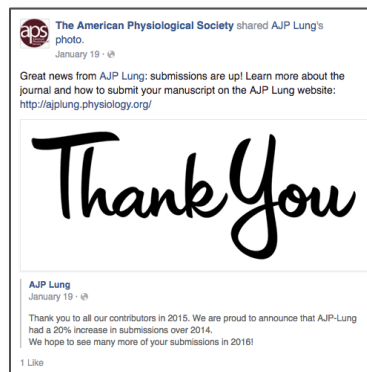 aps
The American Physiological Society shared AJP Lung's
photo.
January 19 ·
Great news from AJP Lung: submissions are up! Learn more about the
journal and how to submit your manuscript on the AJP Lung website:
http://ajplung.physiology.org/
Thank You
AJP Lung
January 19 ·
Thank you to all our contributors in 2015. We are proud to announce that AJP-Lung
had a 20% increase in submissions over 2014.
We hope to see many more of your submissions in 2016!
1 Like